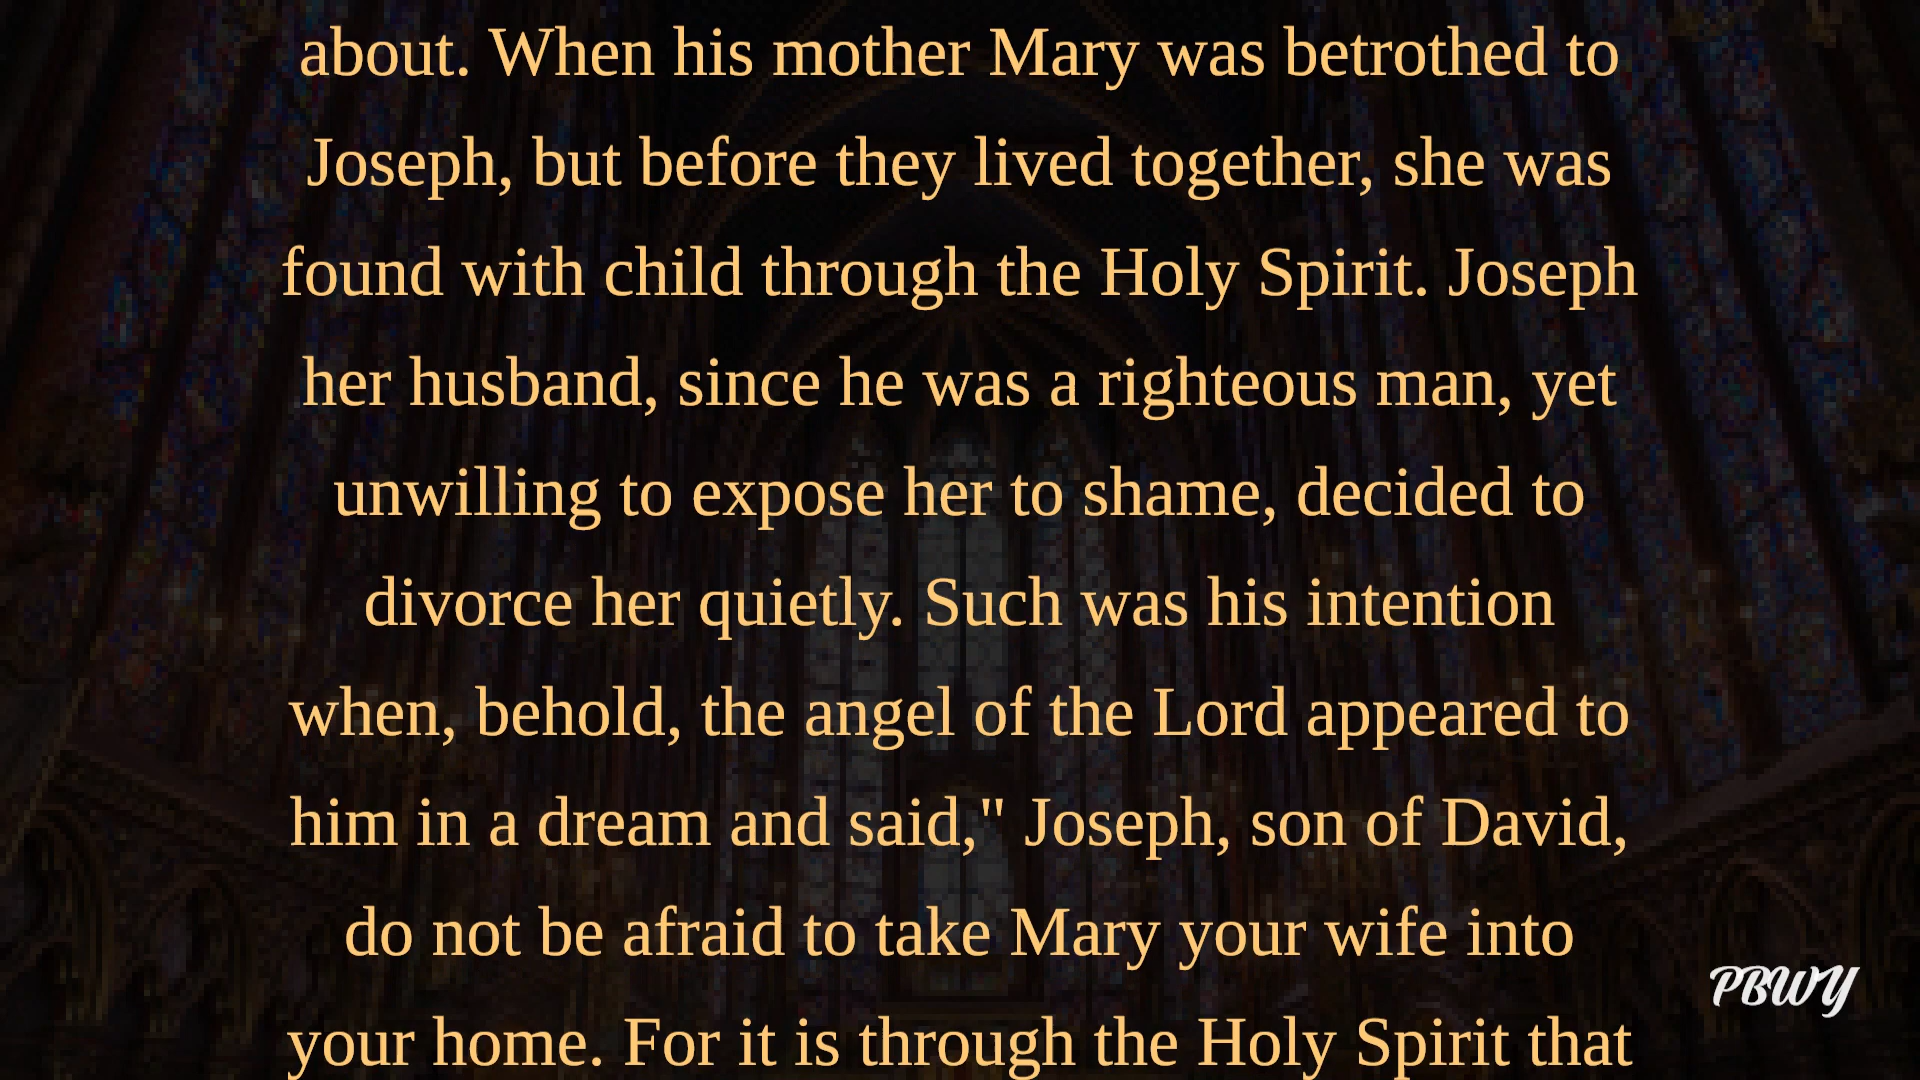 about. When his mother Mary was betrothed to
Joseph, but before they lived together, she was
found with child through the Holy Spirit. Joseph
her husband, since he was a righteous man, yet
unwilling to expose her to shame, decided to
divorce her quietly. Such was his intention
when, behold, the angel of the Lord appeared to
him in a dream and said," Joseph, son of David,
do not be afraid to take Mary your wife into
your home. For it is through the Holy Spirit that
PBWY